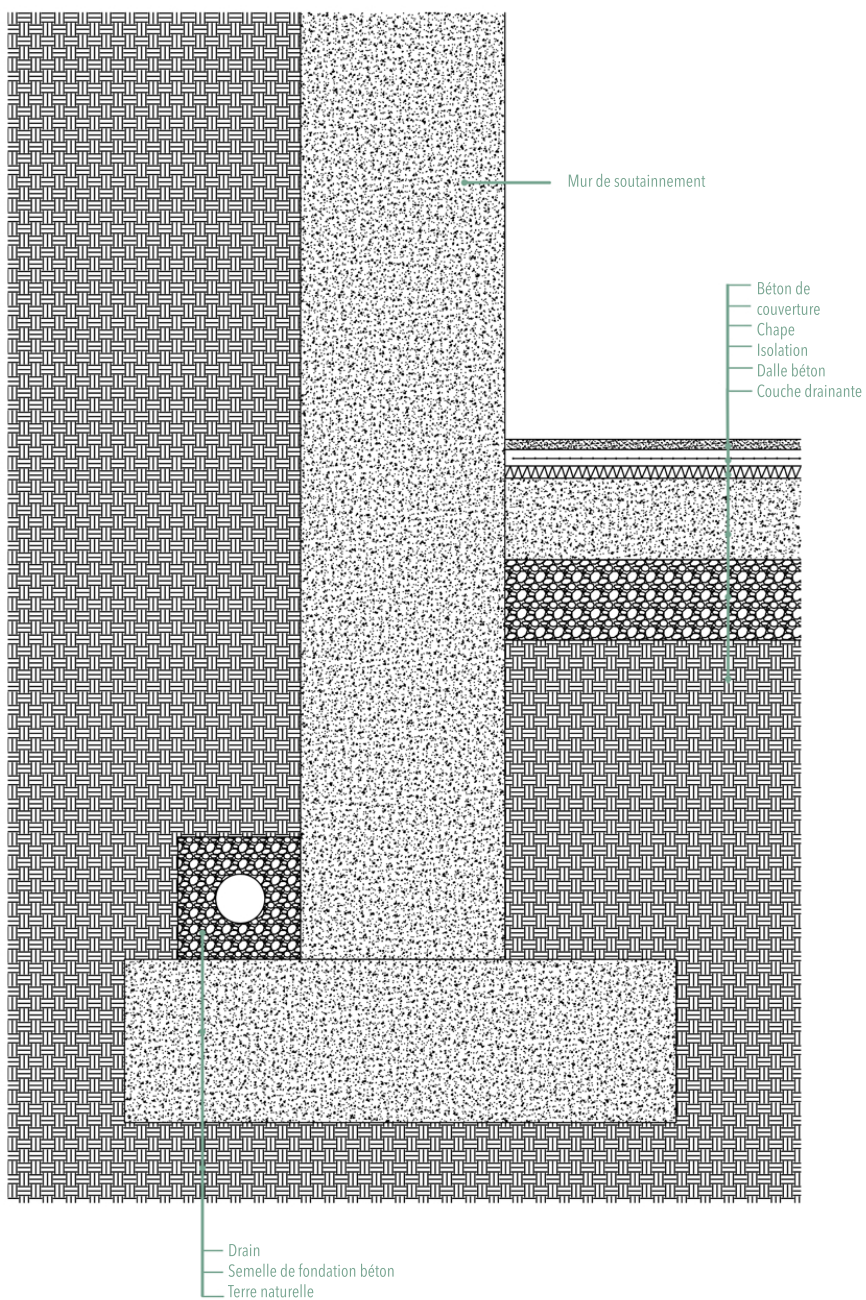 Mur de soutainnement
Béton de
couverture
Chape
Isolation
Dalle béton
Couche drainante
Drain
Semelle de fondation béton
Terre naturelle